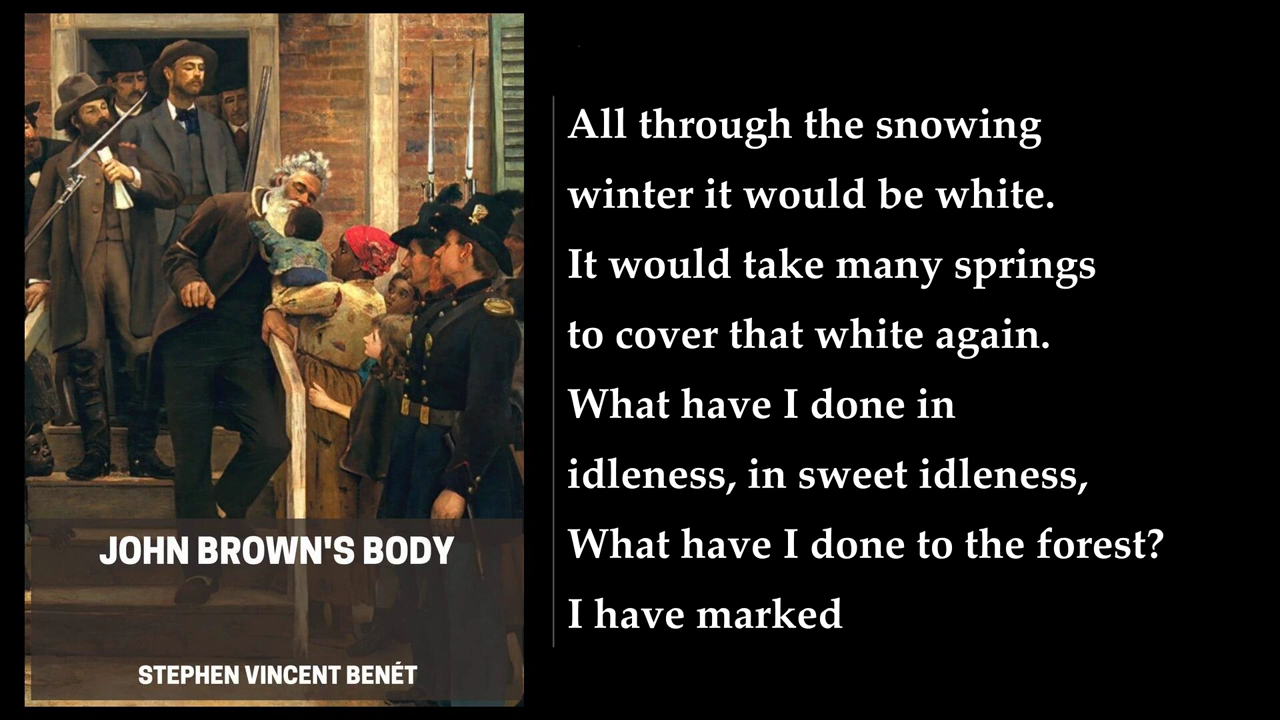 JOHN BROWN'S BODY
STEPHEN VINCENT BENÉT
All through the snowing
winter it would be white.
It would take many springs
to cover that white again.
What have I done in
idleness, in sweet idleness,
What have I done to the forest?
I have marked